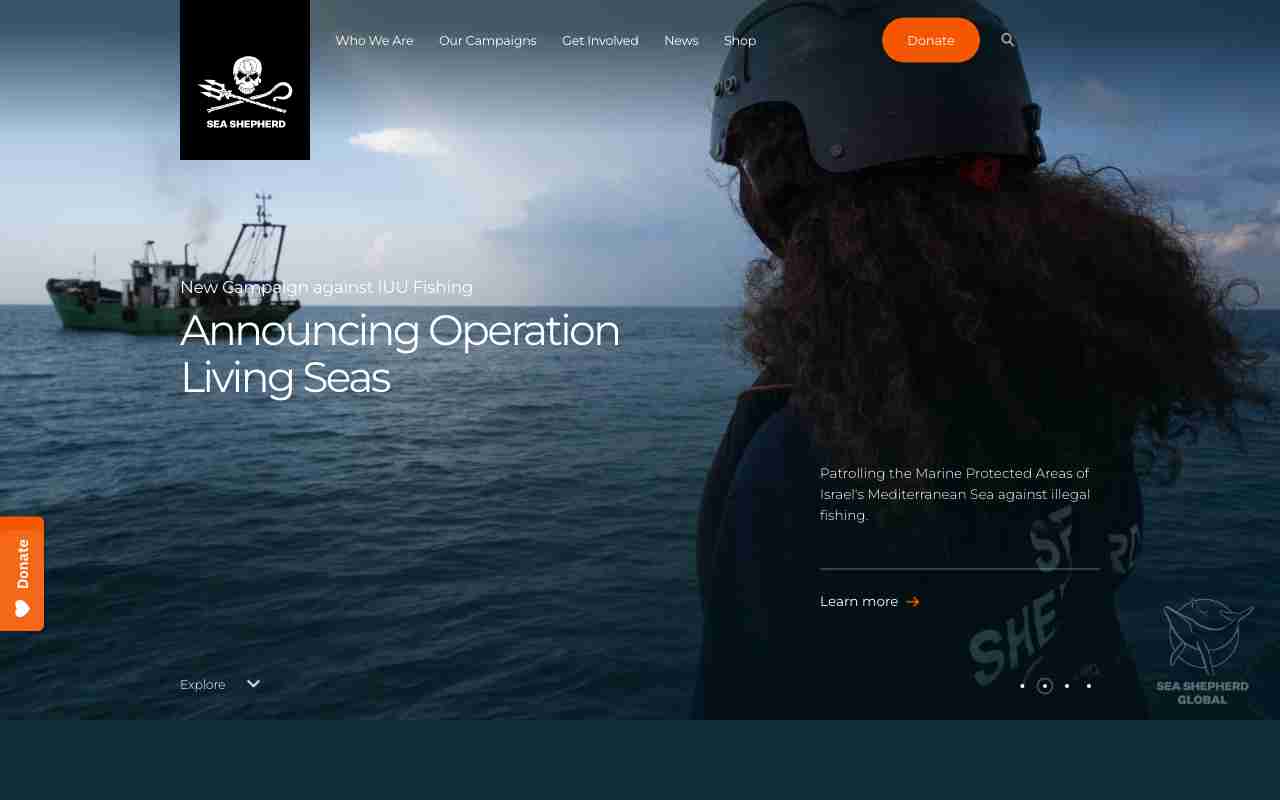 Who We Are
Our Campaigns
Get Involved
News
Shop
Donate
SEA SHEPHERD
New Campaign against IUU Fishing
Announcing Operation
Living Seas
Patrolling the Marine Protected Areas of
Israel's Mediterranean Sea against illegal
fishing.
Learn more
Donate
Explore
SEA SHEPHERD
GLOBAL